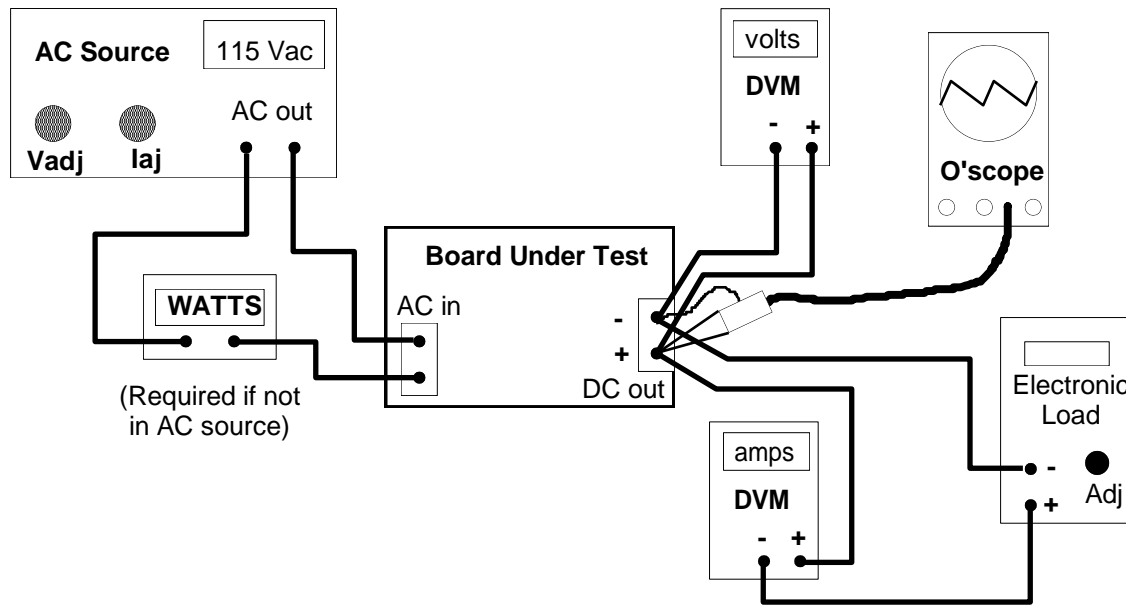 AC Source
115 Vac
AC out
Vadj
Iaj
volts
DVM
- +
O'scope
Board Under Test
WATTS
AC in
-
+
DC out
(Required if not
in AC source)
Electronic
Load
-
+
Adj
amps
DVM
- +